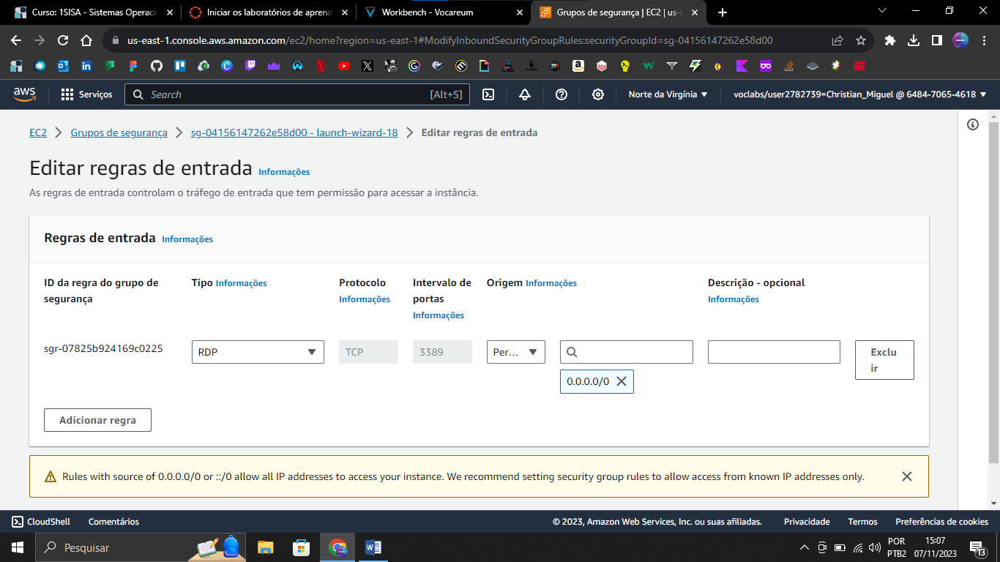 Curso: 1SISA - Sistemas Operaci
Iniciar os laboratórios de aprend
Workbench - Vocareum
Grupos de segurança | EC2 | us-e
us-east-1.console.aws.amazon.com/ec2/home?region=us-east-1#ModifyInboundSecurityGroupRules:securityGroupId=sg-04156147262e58d00
aws
Serviços
Search
[Alt+S]
Norte da Virgínia
voclabs/user2782739=Christian_Miguel @ 6484-7065-4618
EC2
Grupos de segurança
sg-04156147262e58d00 - launch-wizard-18
Editar regras de entrada
Editar regras de entrada Informações
As regras de entrada controlam o tráfego de entrada que tem permissão para acessar a instância.
Regras de entrada Informações
ID da regra do grupo de
segurança
Tipo Informações
Protocolo
Informações
Intervalo de
portas
Informações
Origem Informações
Descrição - opcional
Informações
sgr-07825b924169c0225
RDP
TCP
3389
Per...
0.0.0.0/0
Exclu
ir
Adicionar regra
Rules with source of 0.0.0.0/0 or ::/0 allow all IP addresses to access your instance. We recommend setting security group rules to allow access from known IP addresses only.
CloudShell
Comentários
© 2023, Amazon Web Services, Inc. ou suas afiliadas.
Privacidade
Termos
Preferências de cookies
Pesquisar
POR
PTB2
15:07
07/11/2023
13